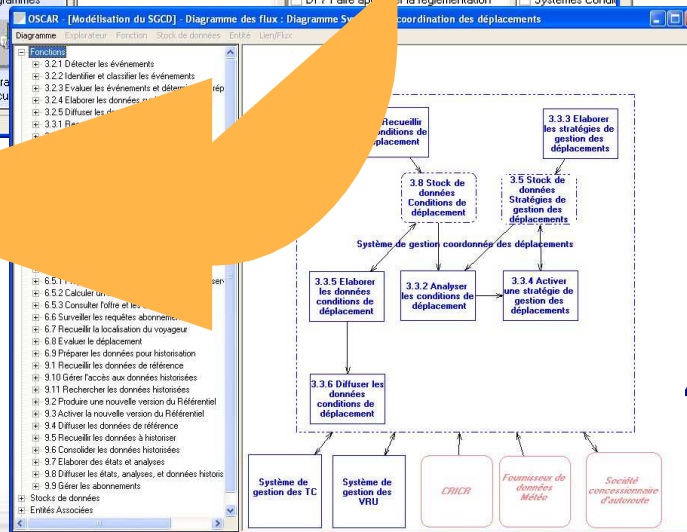 OSCAR - [Modélisation du SGCD] - Diagramme des flux : Diagramme coordination des déplacements
Diagramme Explorateur Fonction Stock de données Entité Lien/Flux
Fonctions
3.2.1 Détecter les événements
3.2.2 Identifier et classifier les événements
3.2.3 Evaluer les événements et
3.2.4 Elaborer les données
3.2.5 Diffuser les
3.3.1
6.5.1
6.5.2 Calculer
6.5.3 Consulter l'offre et les
6.6 Surveiller les requêtes
6.7 Recueillir la localisation du voyageur
6.8 Evaluer le déplacement
6.9 Préparer les données pour historisation
9.1 Recueillir les données de référence
9.10 Gérer l'accès aux données historisées
9.11 Rechercher les données historisées
9.2 Produire une nouvelle version du Référentiel
9.3 Activer la nouvelle version du Référentiel
9.4 Diffuser les données de référence
9.5 Recueillir les données à historiser
9.6 Consolider les données historisées
9.7 Elaborer des états et analyses
9.8 Diffuser les états, analyses, et données historis
9.9 Gérer les abonnements
Stocks de données
Entités Associées
Recueillir
conditions de
déplacement
3.3.3 Elaborer
les stratégies de
gestion des
déplacements
3.8 Stock de
données
Conditions de
déplacement
3.5 Stock de
données
Stratégies de
gestion des
déplacements
Système de gestion coordonnée des déplacements
3.3.5 Elaborer
les données
conditions de
déplacement
3.3.2 Analyser
les conditions de
déplacement
3.3.4 Activer
une stratégie de
gestion des
déplacements
3.3.6 Diffuser les
données
conditions de
déplacement
Système de
gestion des TC
Système de
gestion des
VRU
CRICR
Fournisseur de
données
Météo
Société
concessionnaire
d'autoroute